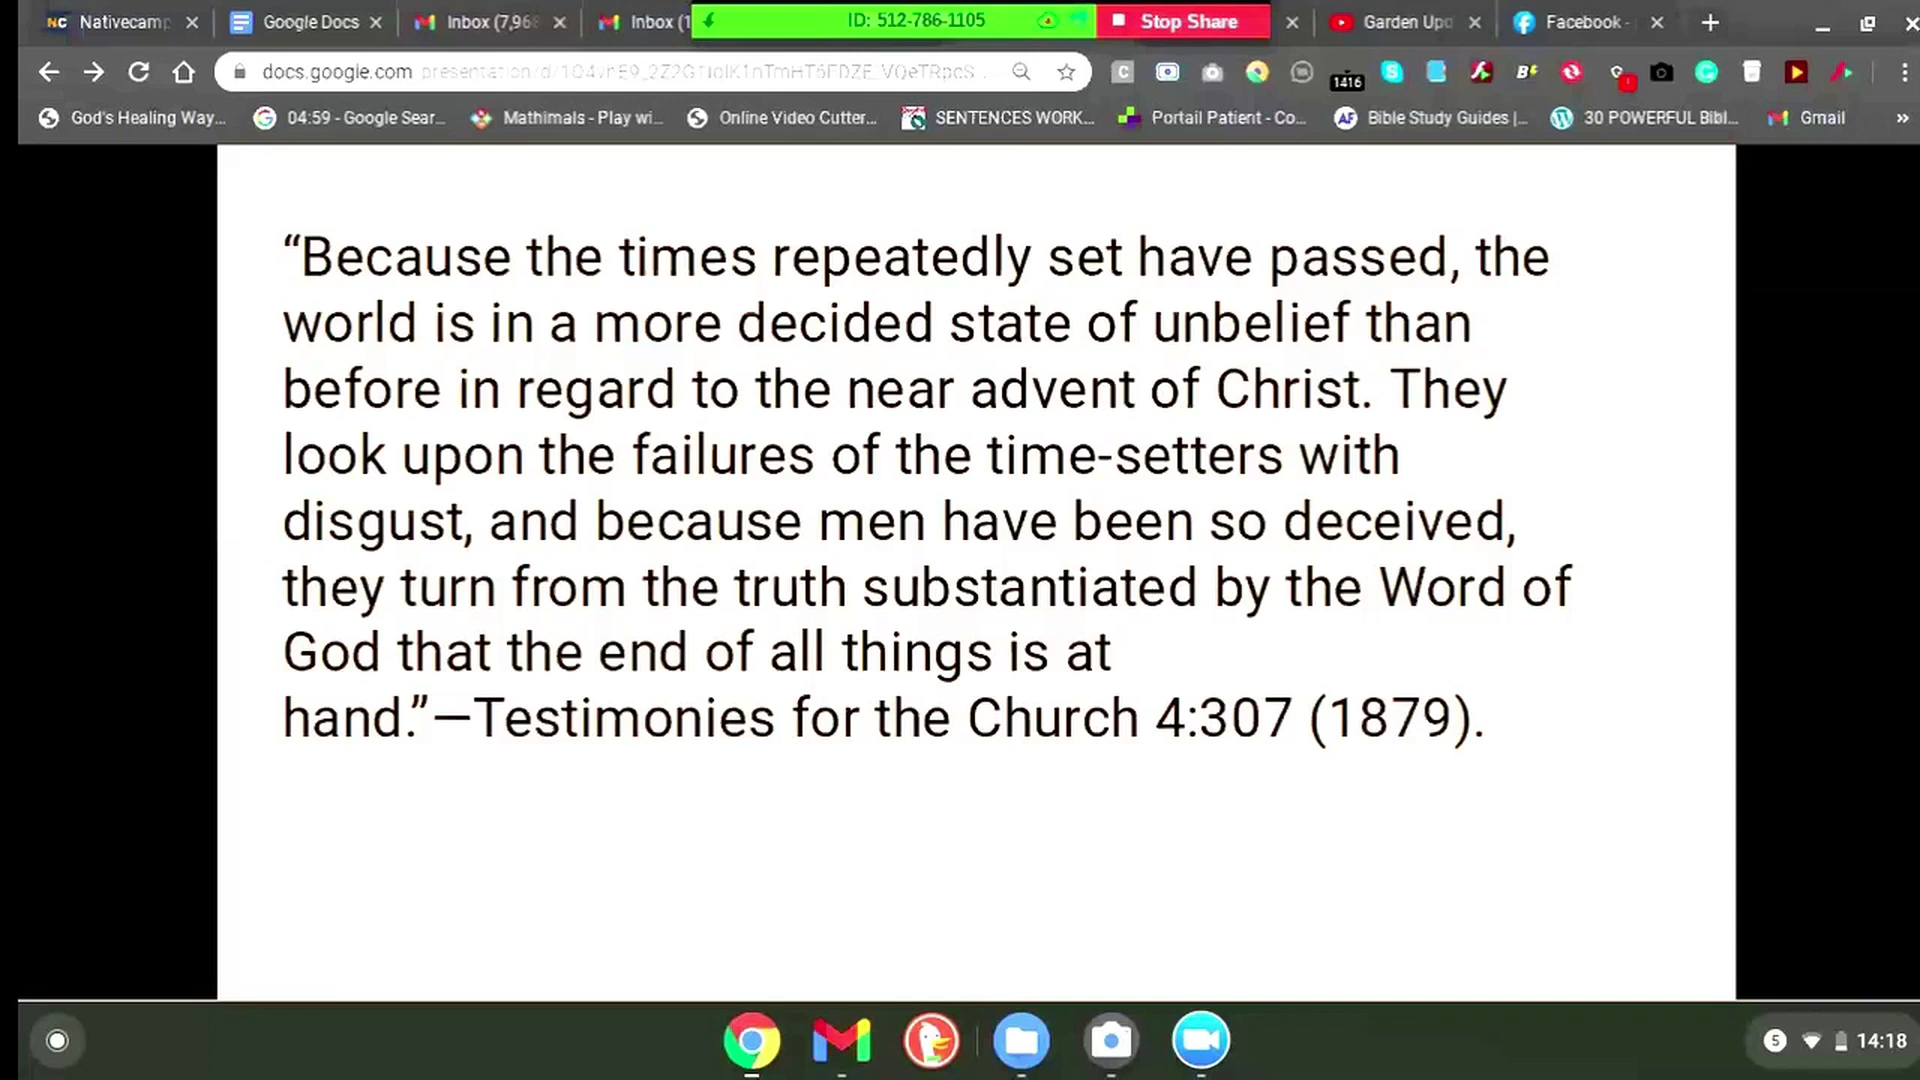 Nativecam
Google Docs
Inbox (7,96
Inbox (1
ID: 512-786-1105
Stop Share
Garden Upd
Facebook -
docs.google.com
1416
God's Healing Way...
04:59 - Google Sear...
Mathimals - Play wi...
Online Video Cutter...
SENTENCES WORK...
Portail Patient - Co...
Bible Study Guides |...
30 POWERFUL Bibl...
Gmail
“Because the times repeatedly set have passed, the
world is in a more decided state of unbelief than
before in regard to the near advent of Christ. They
look upon the failures of the time-setters with
disgust, and because men have been so deceived,
they turn from the truth substantiated by the Word of
God that the end of all things is at
hand.”—Testimonies for the Church 4:307 (1879).
5
14:18